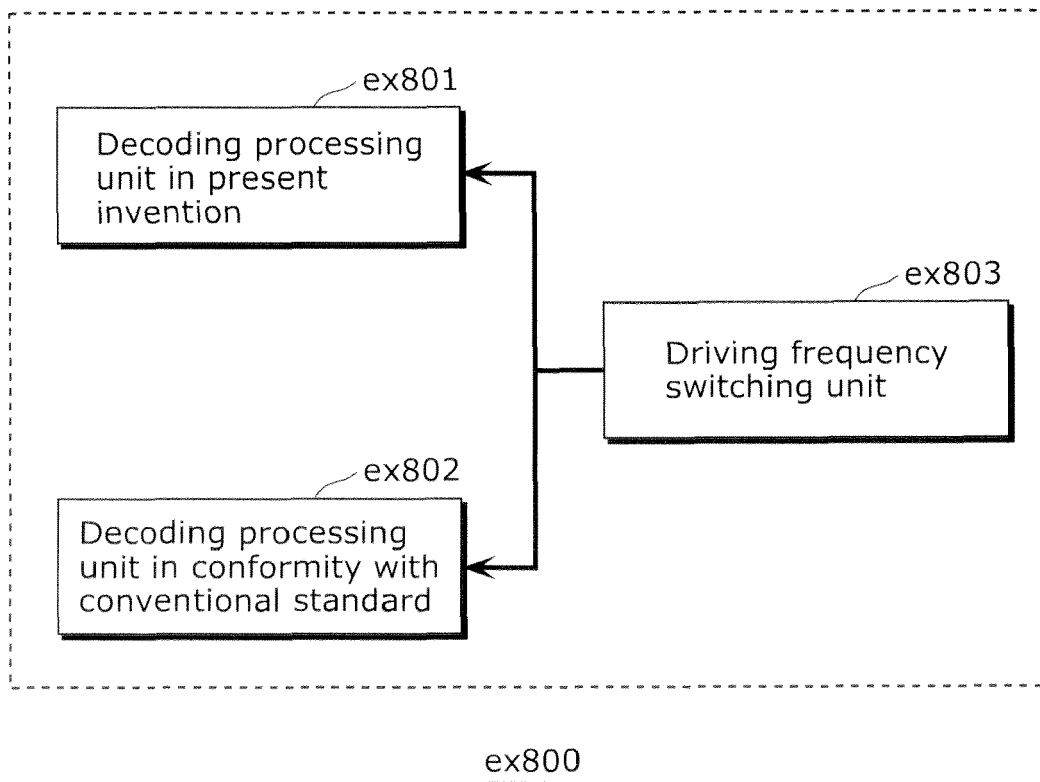 ex801
Decoding processing
unit in present
invention
ex803
Driving frequency
switching unit
ex802
Decoding processing
unit in conformity with
conventional standard
ex800